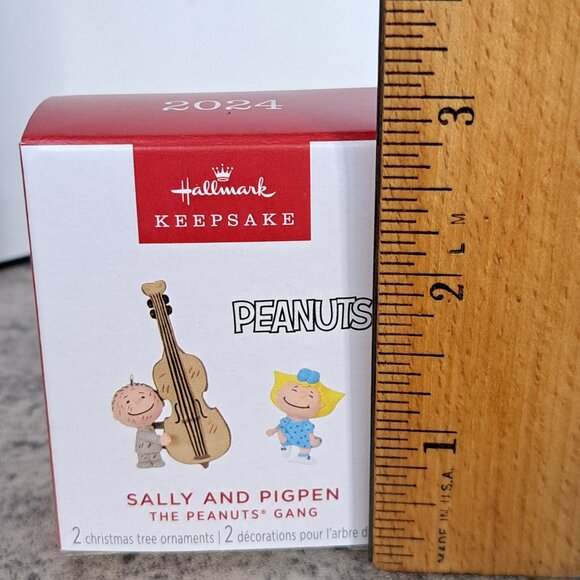 2024
Hallmark
KEEPSAKE
PEANUTS
SALLY AND PIGPEN
THE PEANUTS® GANG
2 christmas tree ornaments | 2 décorations pour l'arbre d
3
L M
2
1
MADE IN U.S.A.